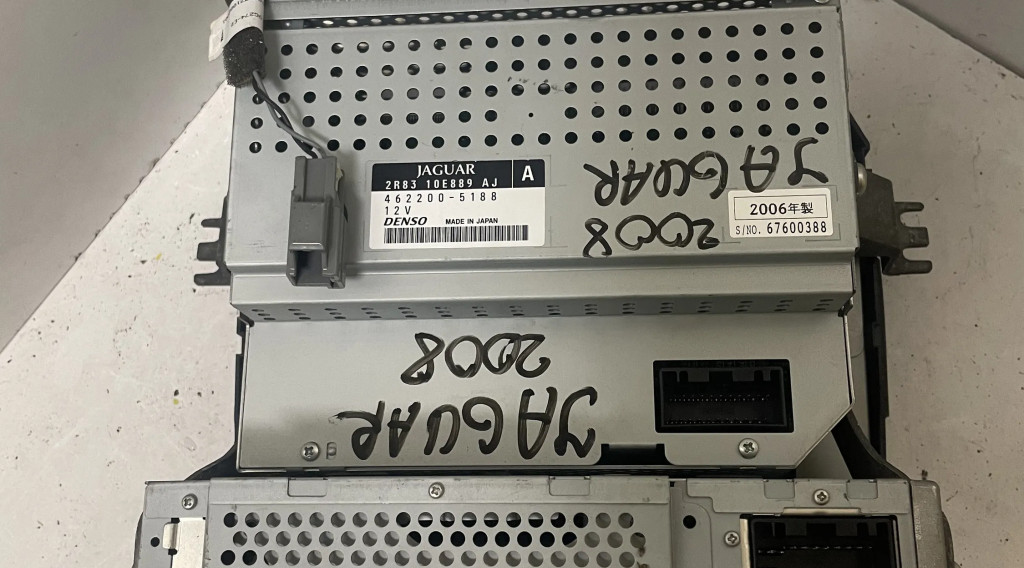 JAGUAR
A
2R83 10E889 AJ
462200-5188
12V
DENSO MADE IN JAPAN
2006年製
S/NO. 67600388
JAGUAR
2008
JAGUAR
2008